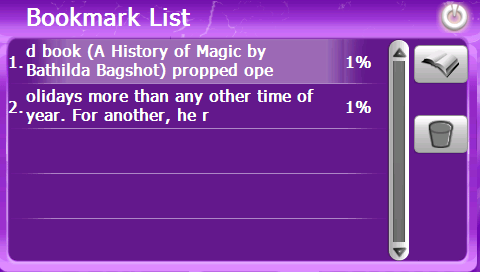 Bookmark List
1. d book (A History of Magic by
Bathilda Bagshot) propped ope 1%
2. olidays more than any other time of
year. For another, he r 1%